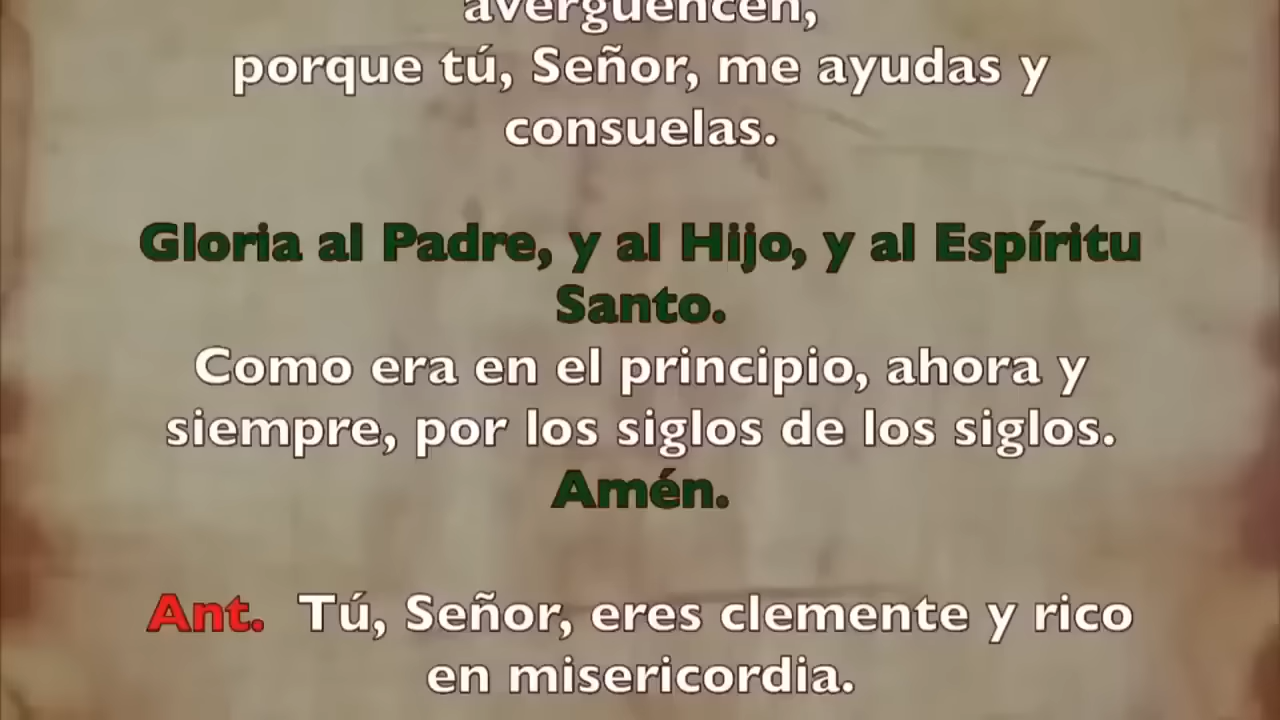 avergüencen,
porque tú, Señor, me ayudas y
consuelas.
Gloria al Padre, y al Hijo, y al Espíritu
Santo.
Como era en el principio, ahora y
siempre, por los siglos de los siglos.
Amén.
Ant. Tú, Señor, eres clemente y rico
en misericordia.